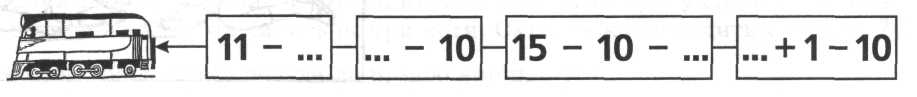 11 – ... ... – 10 15 – 10 – ... ... + 1 – 10